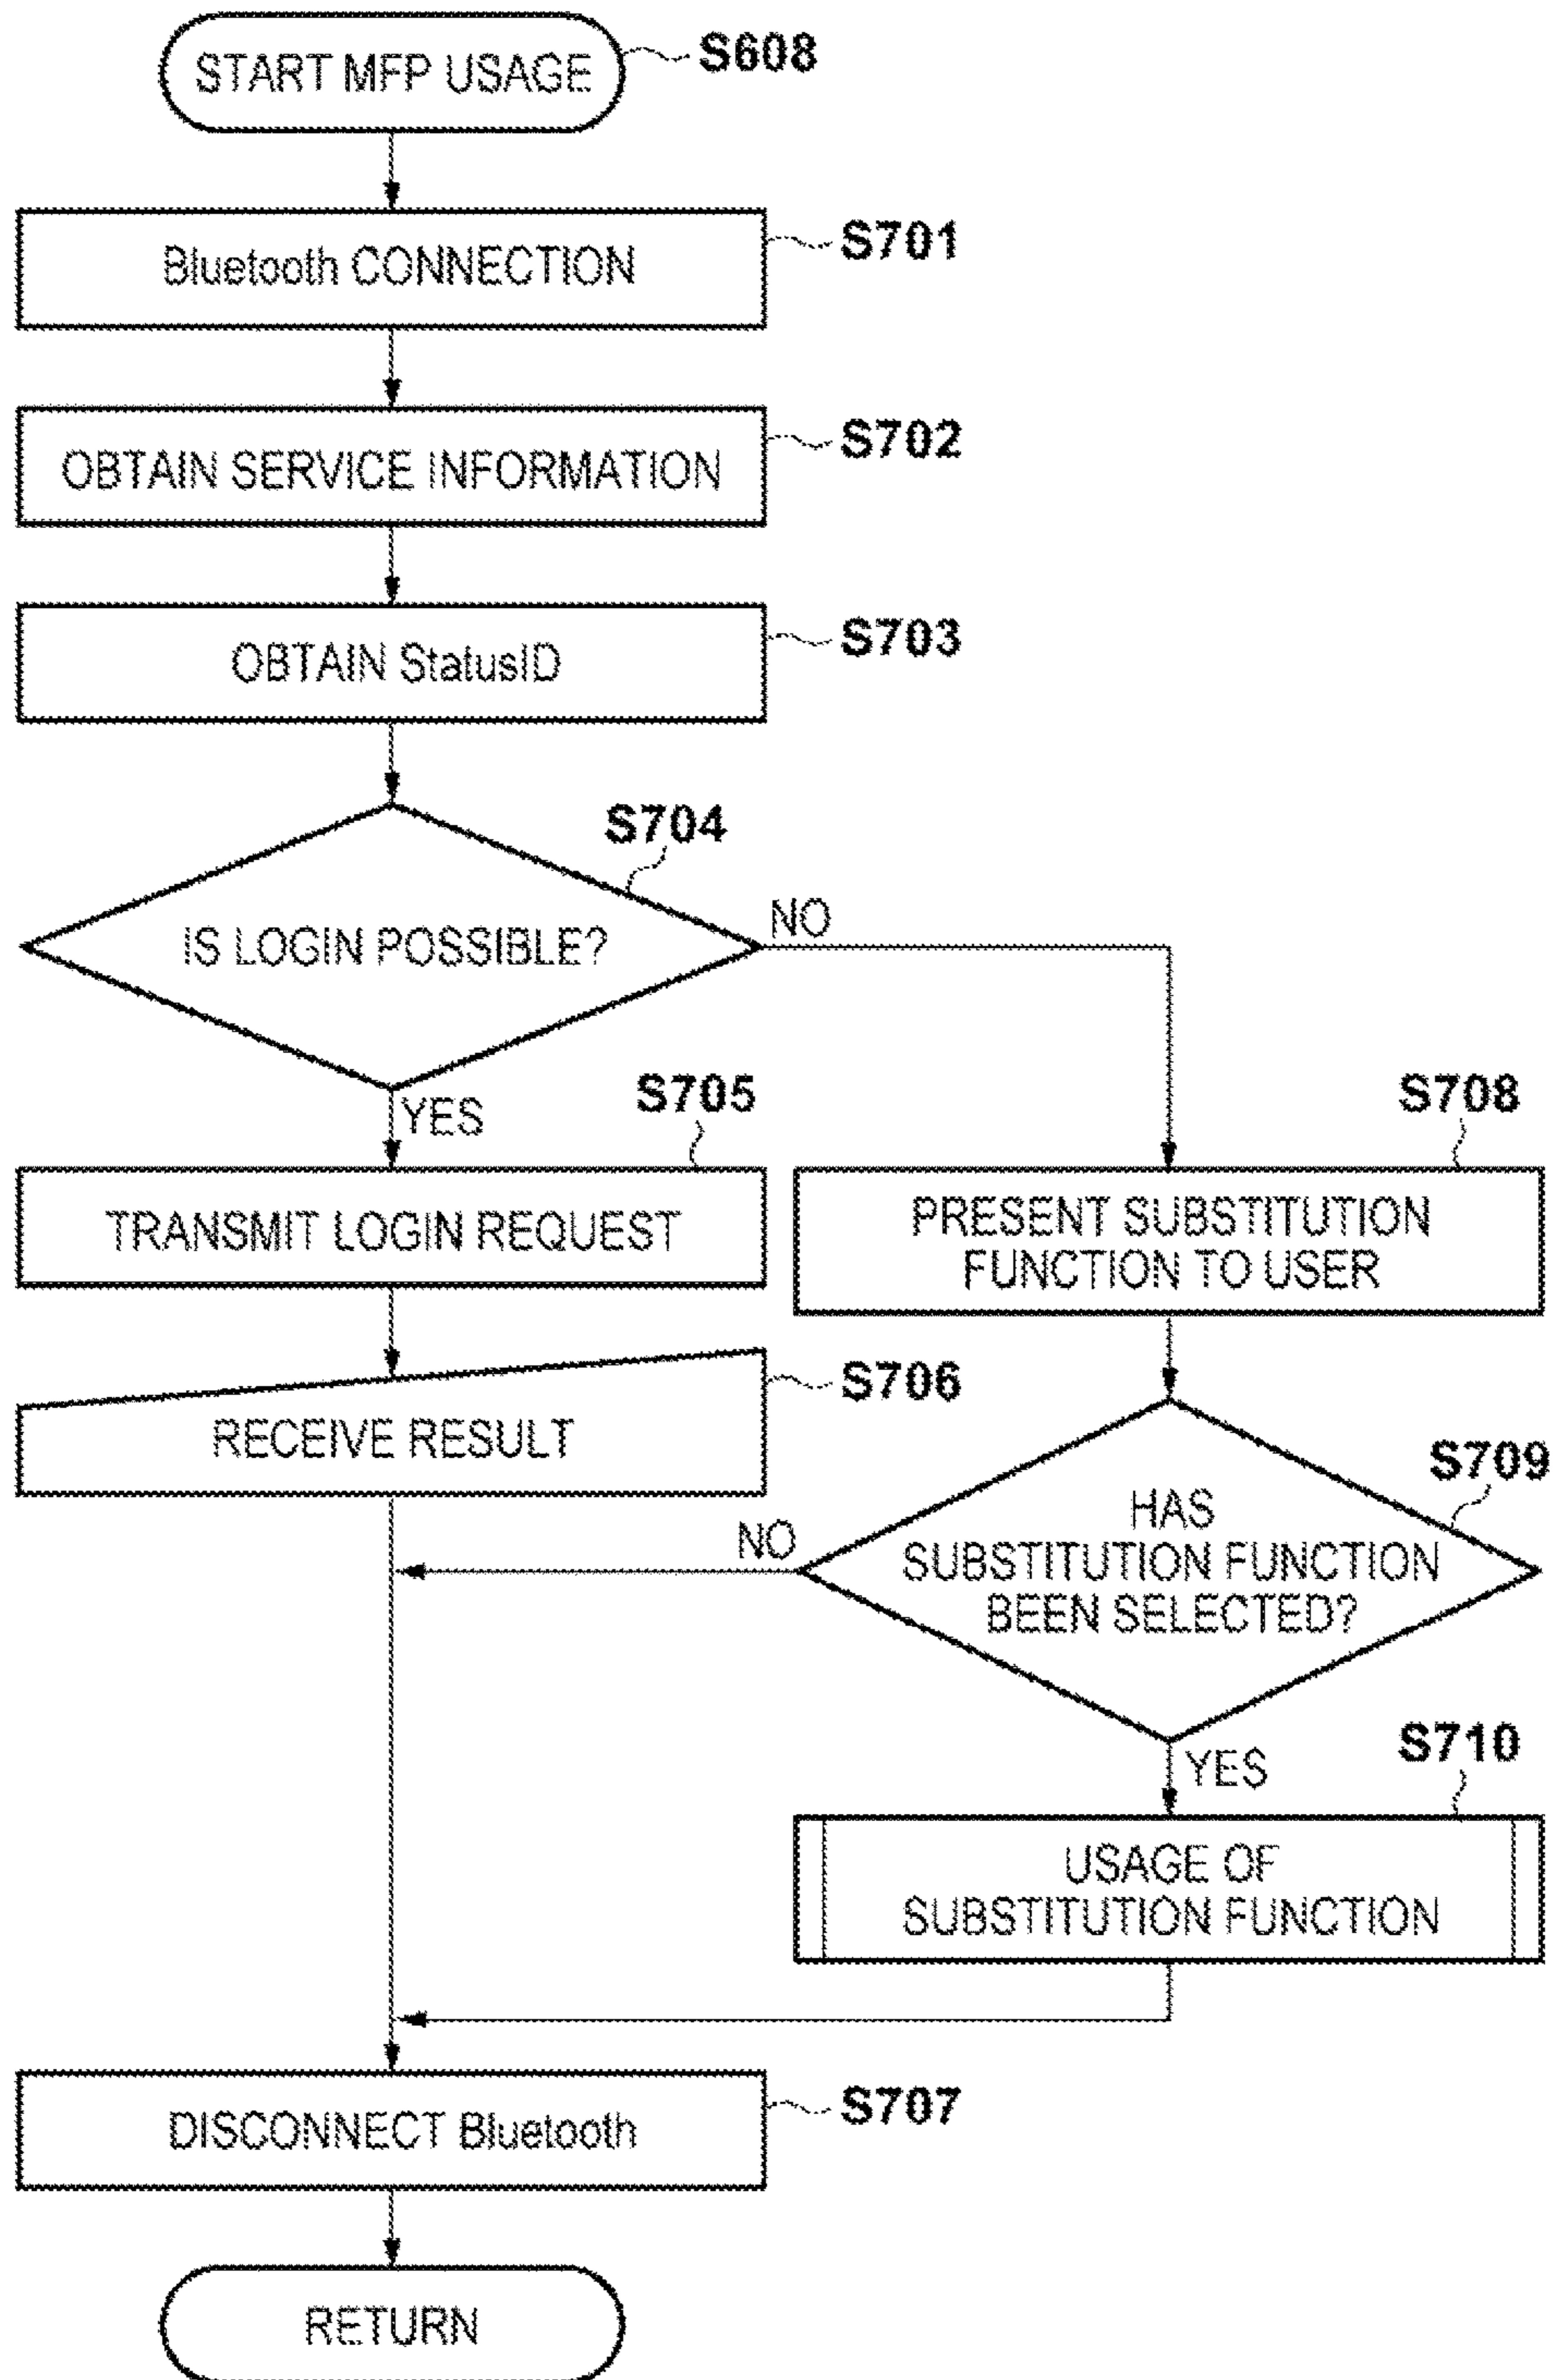 START MFP USAGE
S608
Bluetooth CONNECTION
S701
OBTAIN SERVICE INFORMATION
S702
OBTAIN StatusID
S703
S704
IS LOGIN POSSIBLE?
NO
YES
S705
TRANSMIT LOGIN REQUEST
S708
PRESENT SUBSTITUTION
FUNCTION TO USER
RECEIVE RESULT
S706
S709
HAS
SUBSTITUTION FUNCTION
BEEN SELECTED?
NO
YES
S710
USAGE OF
SUBSTITUTION FUNCTION
DISCONNECT Bluetooth
S707
RETURN